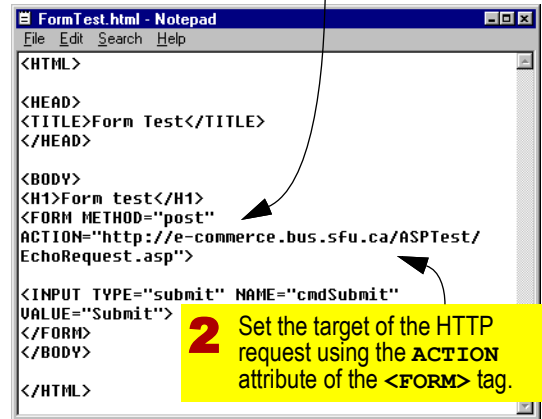 FormTest.html - Notepad
File Edit Search Help
<HTML>
<HEAD>
<TITLE>Form Test</TITLE>
</HEAD>
<BODY>
<H1>Form test</H1>
<FORM METHOD="post"
ACTION="http://e-commerce.bus.sfu.ca/ASPTest/
EchoRequest.asp">
<INPUT TYPE="submit" NAME="cmdSubmit"
VALUE="Submit">
</FORM>
</BODY>
</HTML>
2 Set the target of the HTTP
request using the ACTION
attribute of the <FORM> tag.